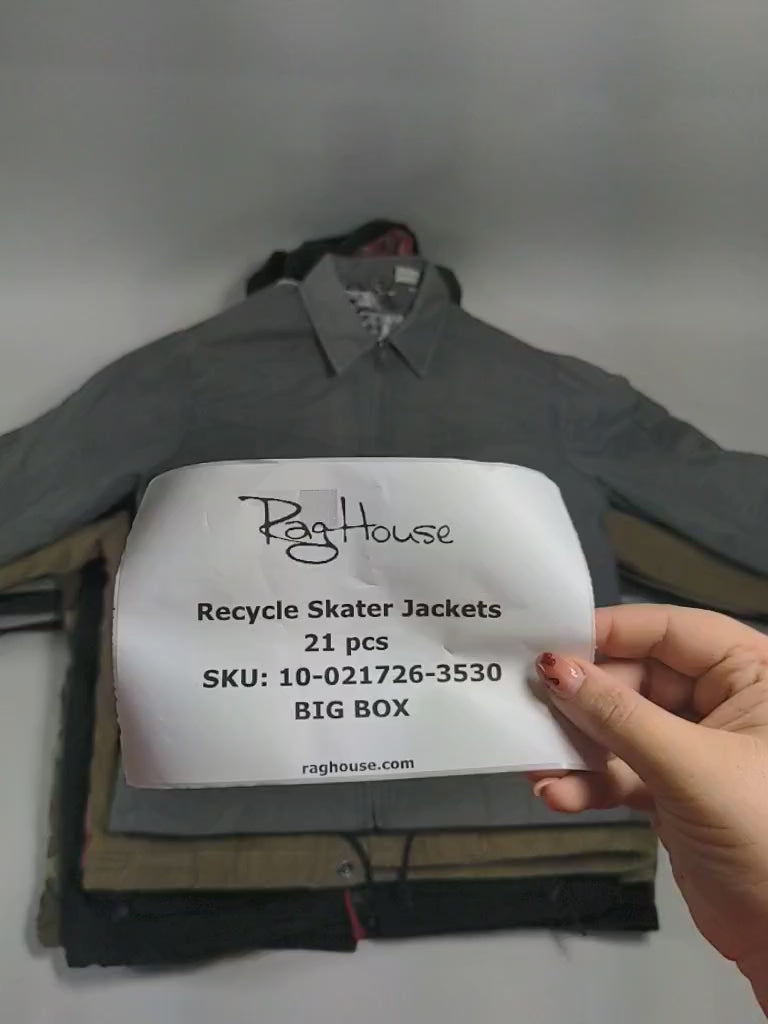 RagHouse
Recycle Skater Jackets
21 pcs
SKU: 10-021726-3530
BIG BOX
raghouse.com